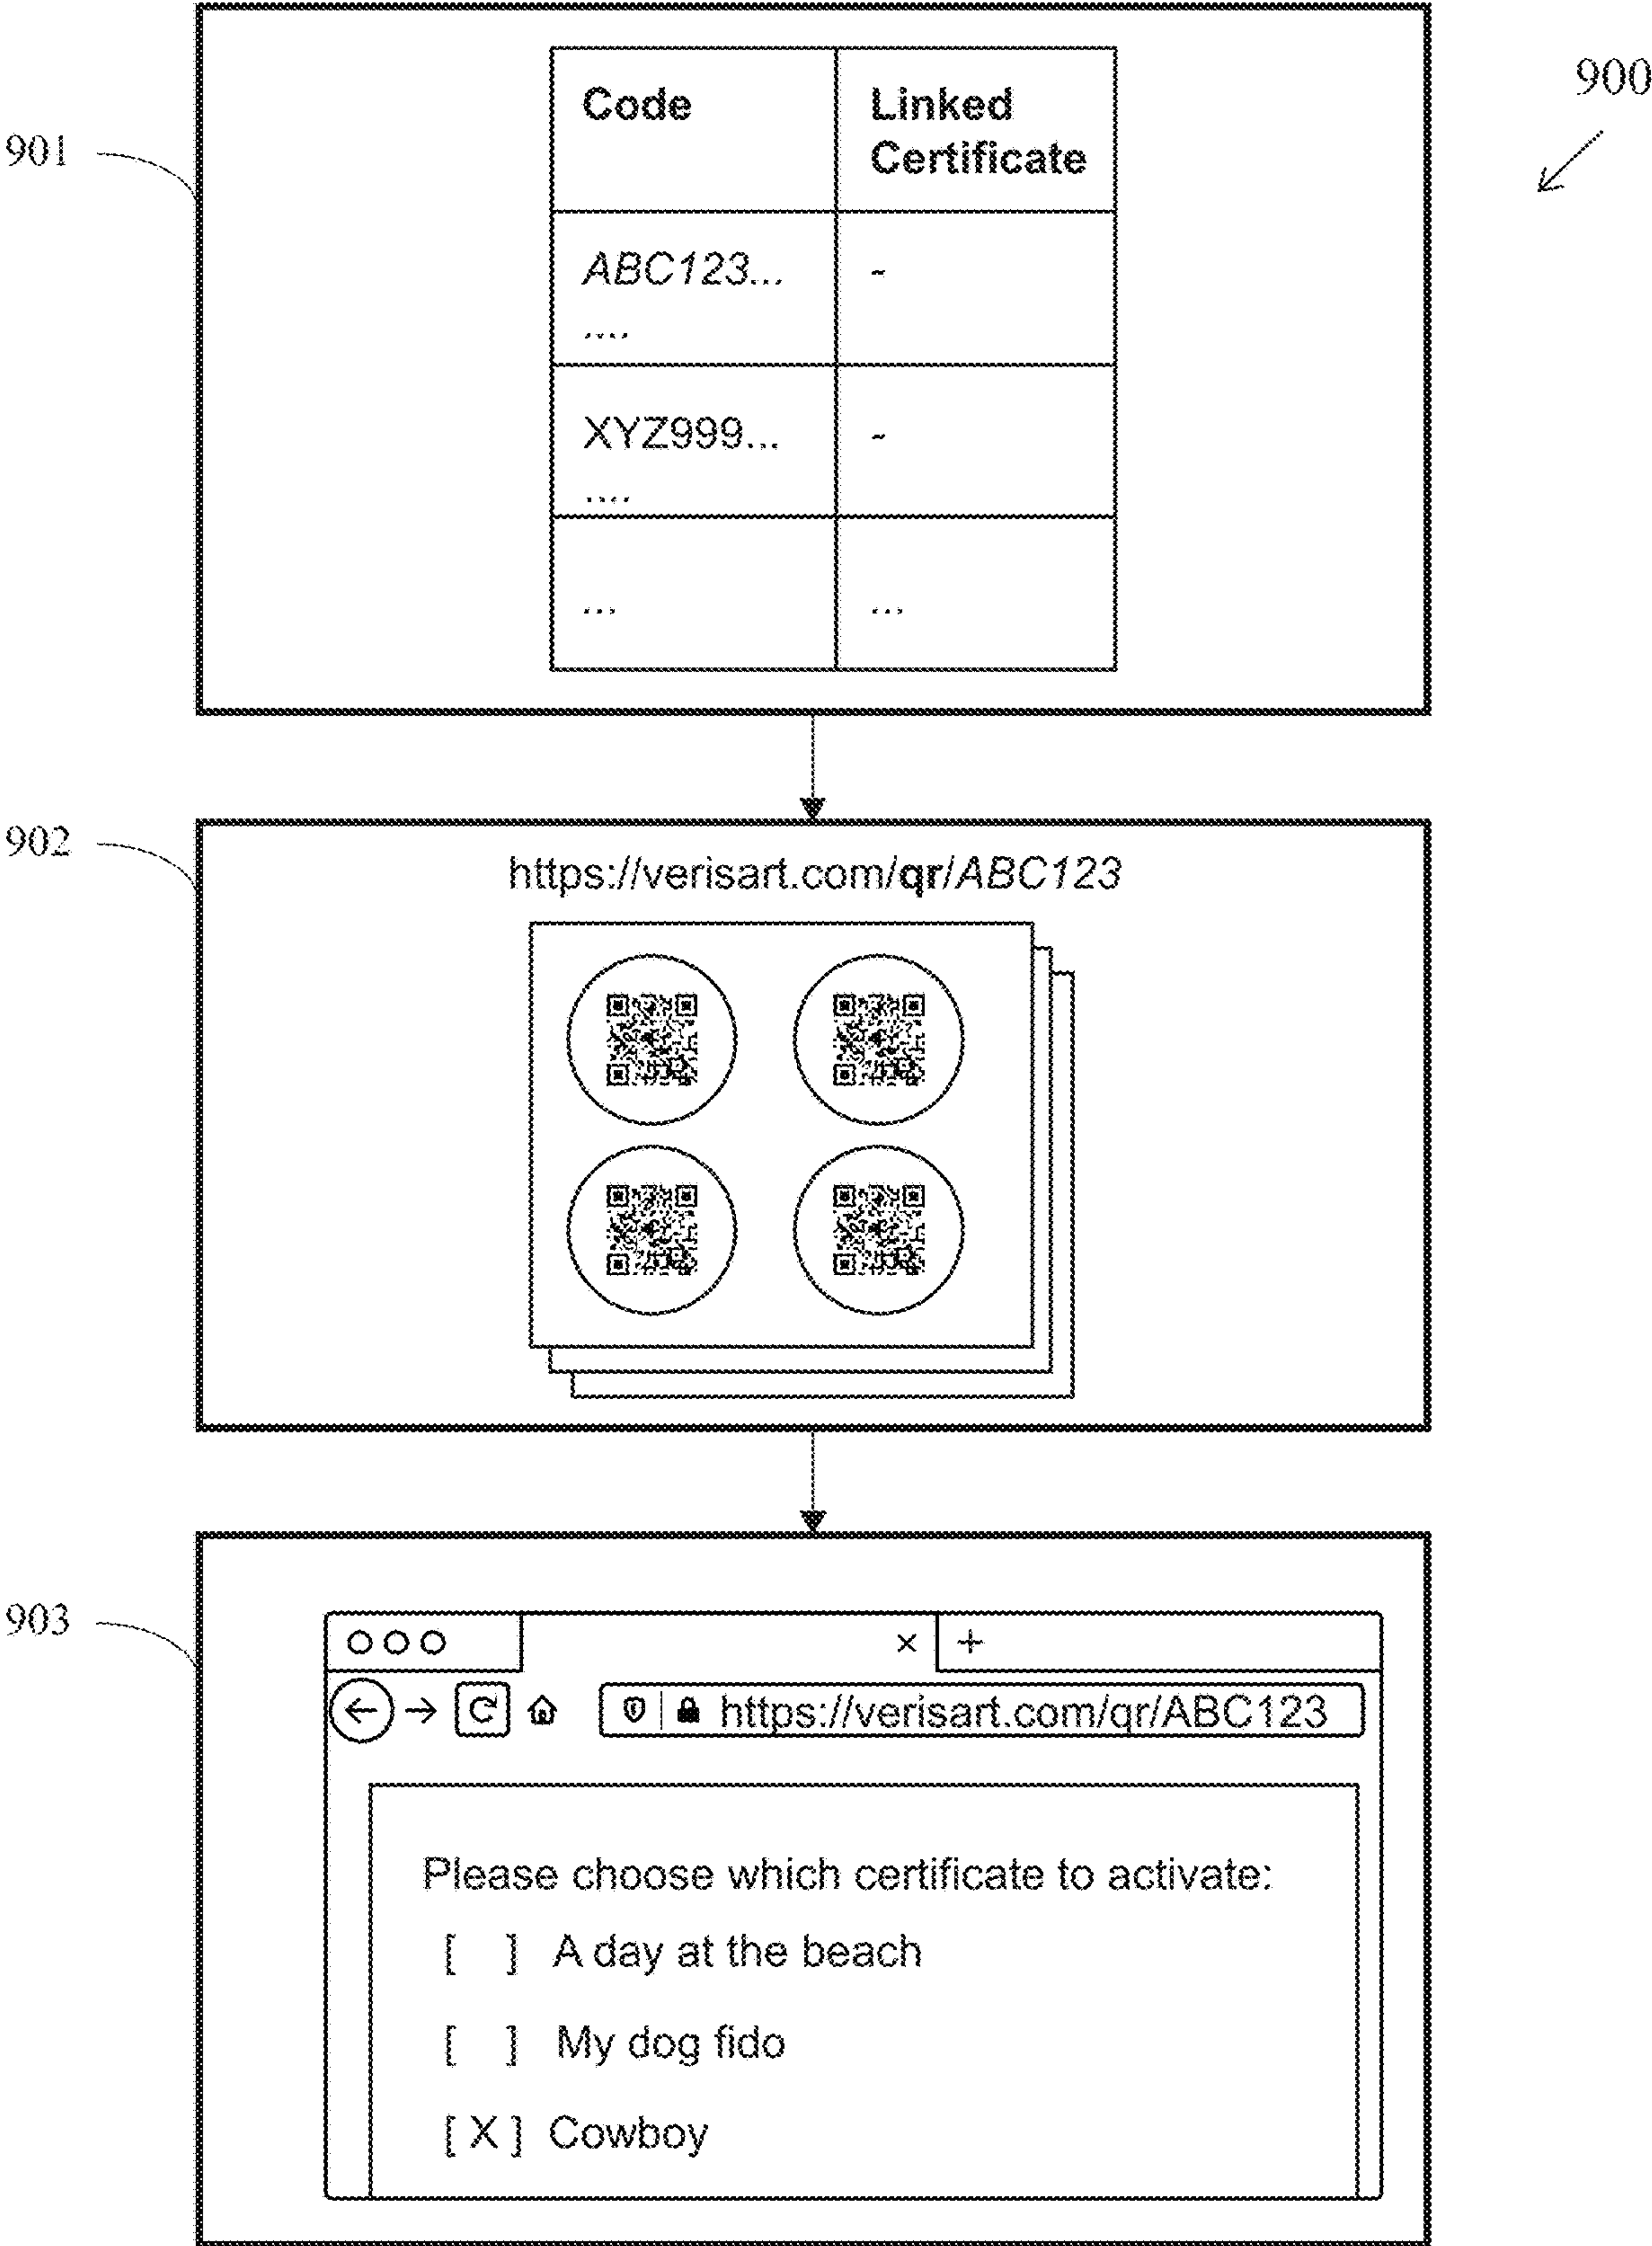 900
901
Code
Linked
Certificate
ABC123...
-
....
XYZ999...
-
....
...
...
902
https://verisart.com/qr/ABC123
903
× +
https://verisart.com/qr/ABC123
Please choose which certificate to activate:
[ ] A day at the beach
[ ] My dog fido
[ X ] Cowboy